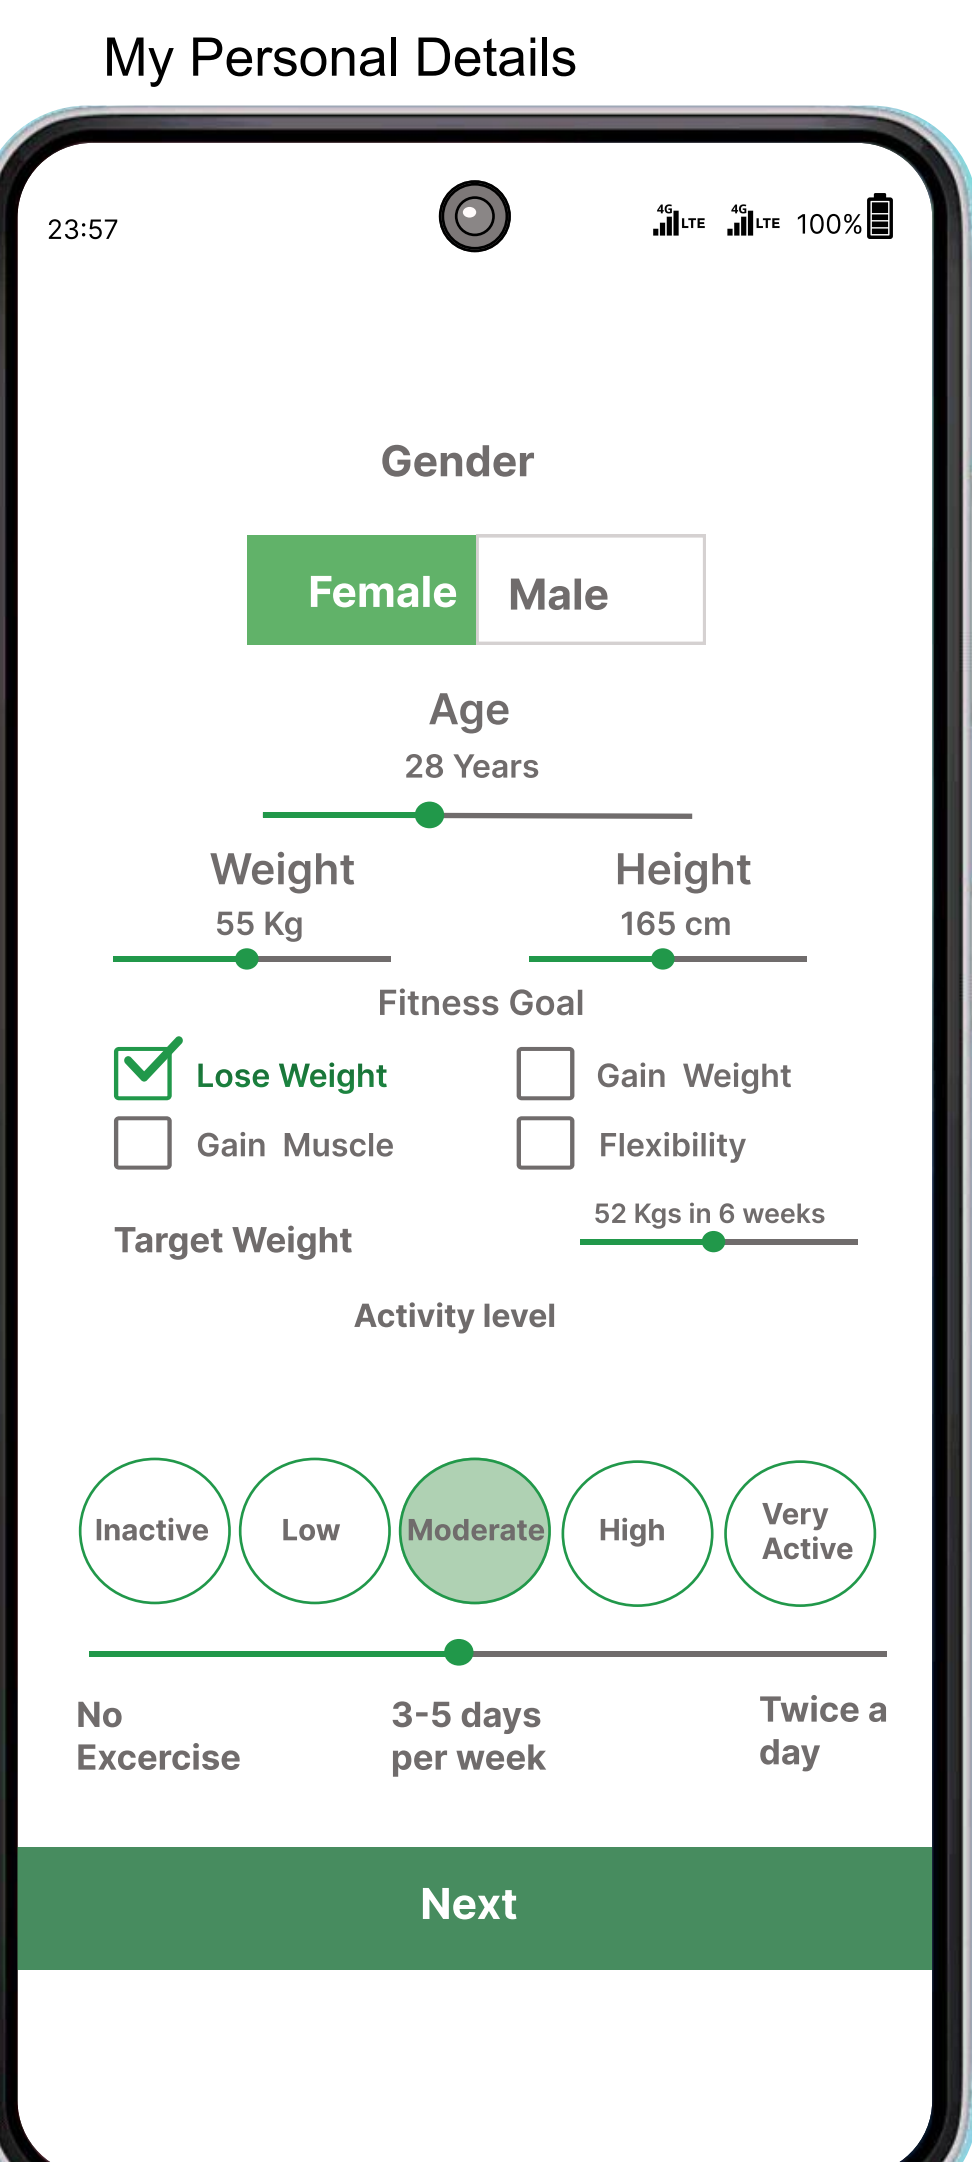 My Personal Details
23:57
4G LTE 4G LTE 100%
Gender
Female Male
Age
28 Years
Weight Height
55 Kg 165 cm
Fitness Goal
Lose Weight Gain Weight
Gain Muscle Flexibility
52 Kgs in 6 weeks
Target Weight
Activity level
Inactive Low Moderate High Very
Active
No 3-5 days Twice a
Excercise per week day
Next